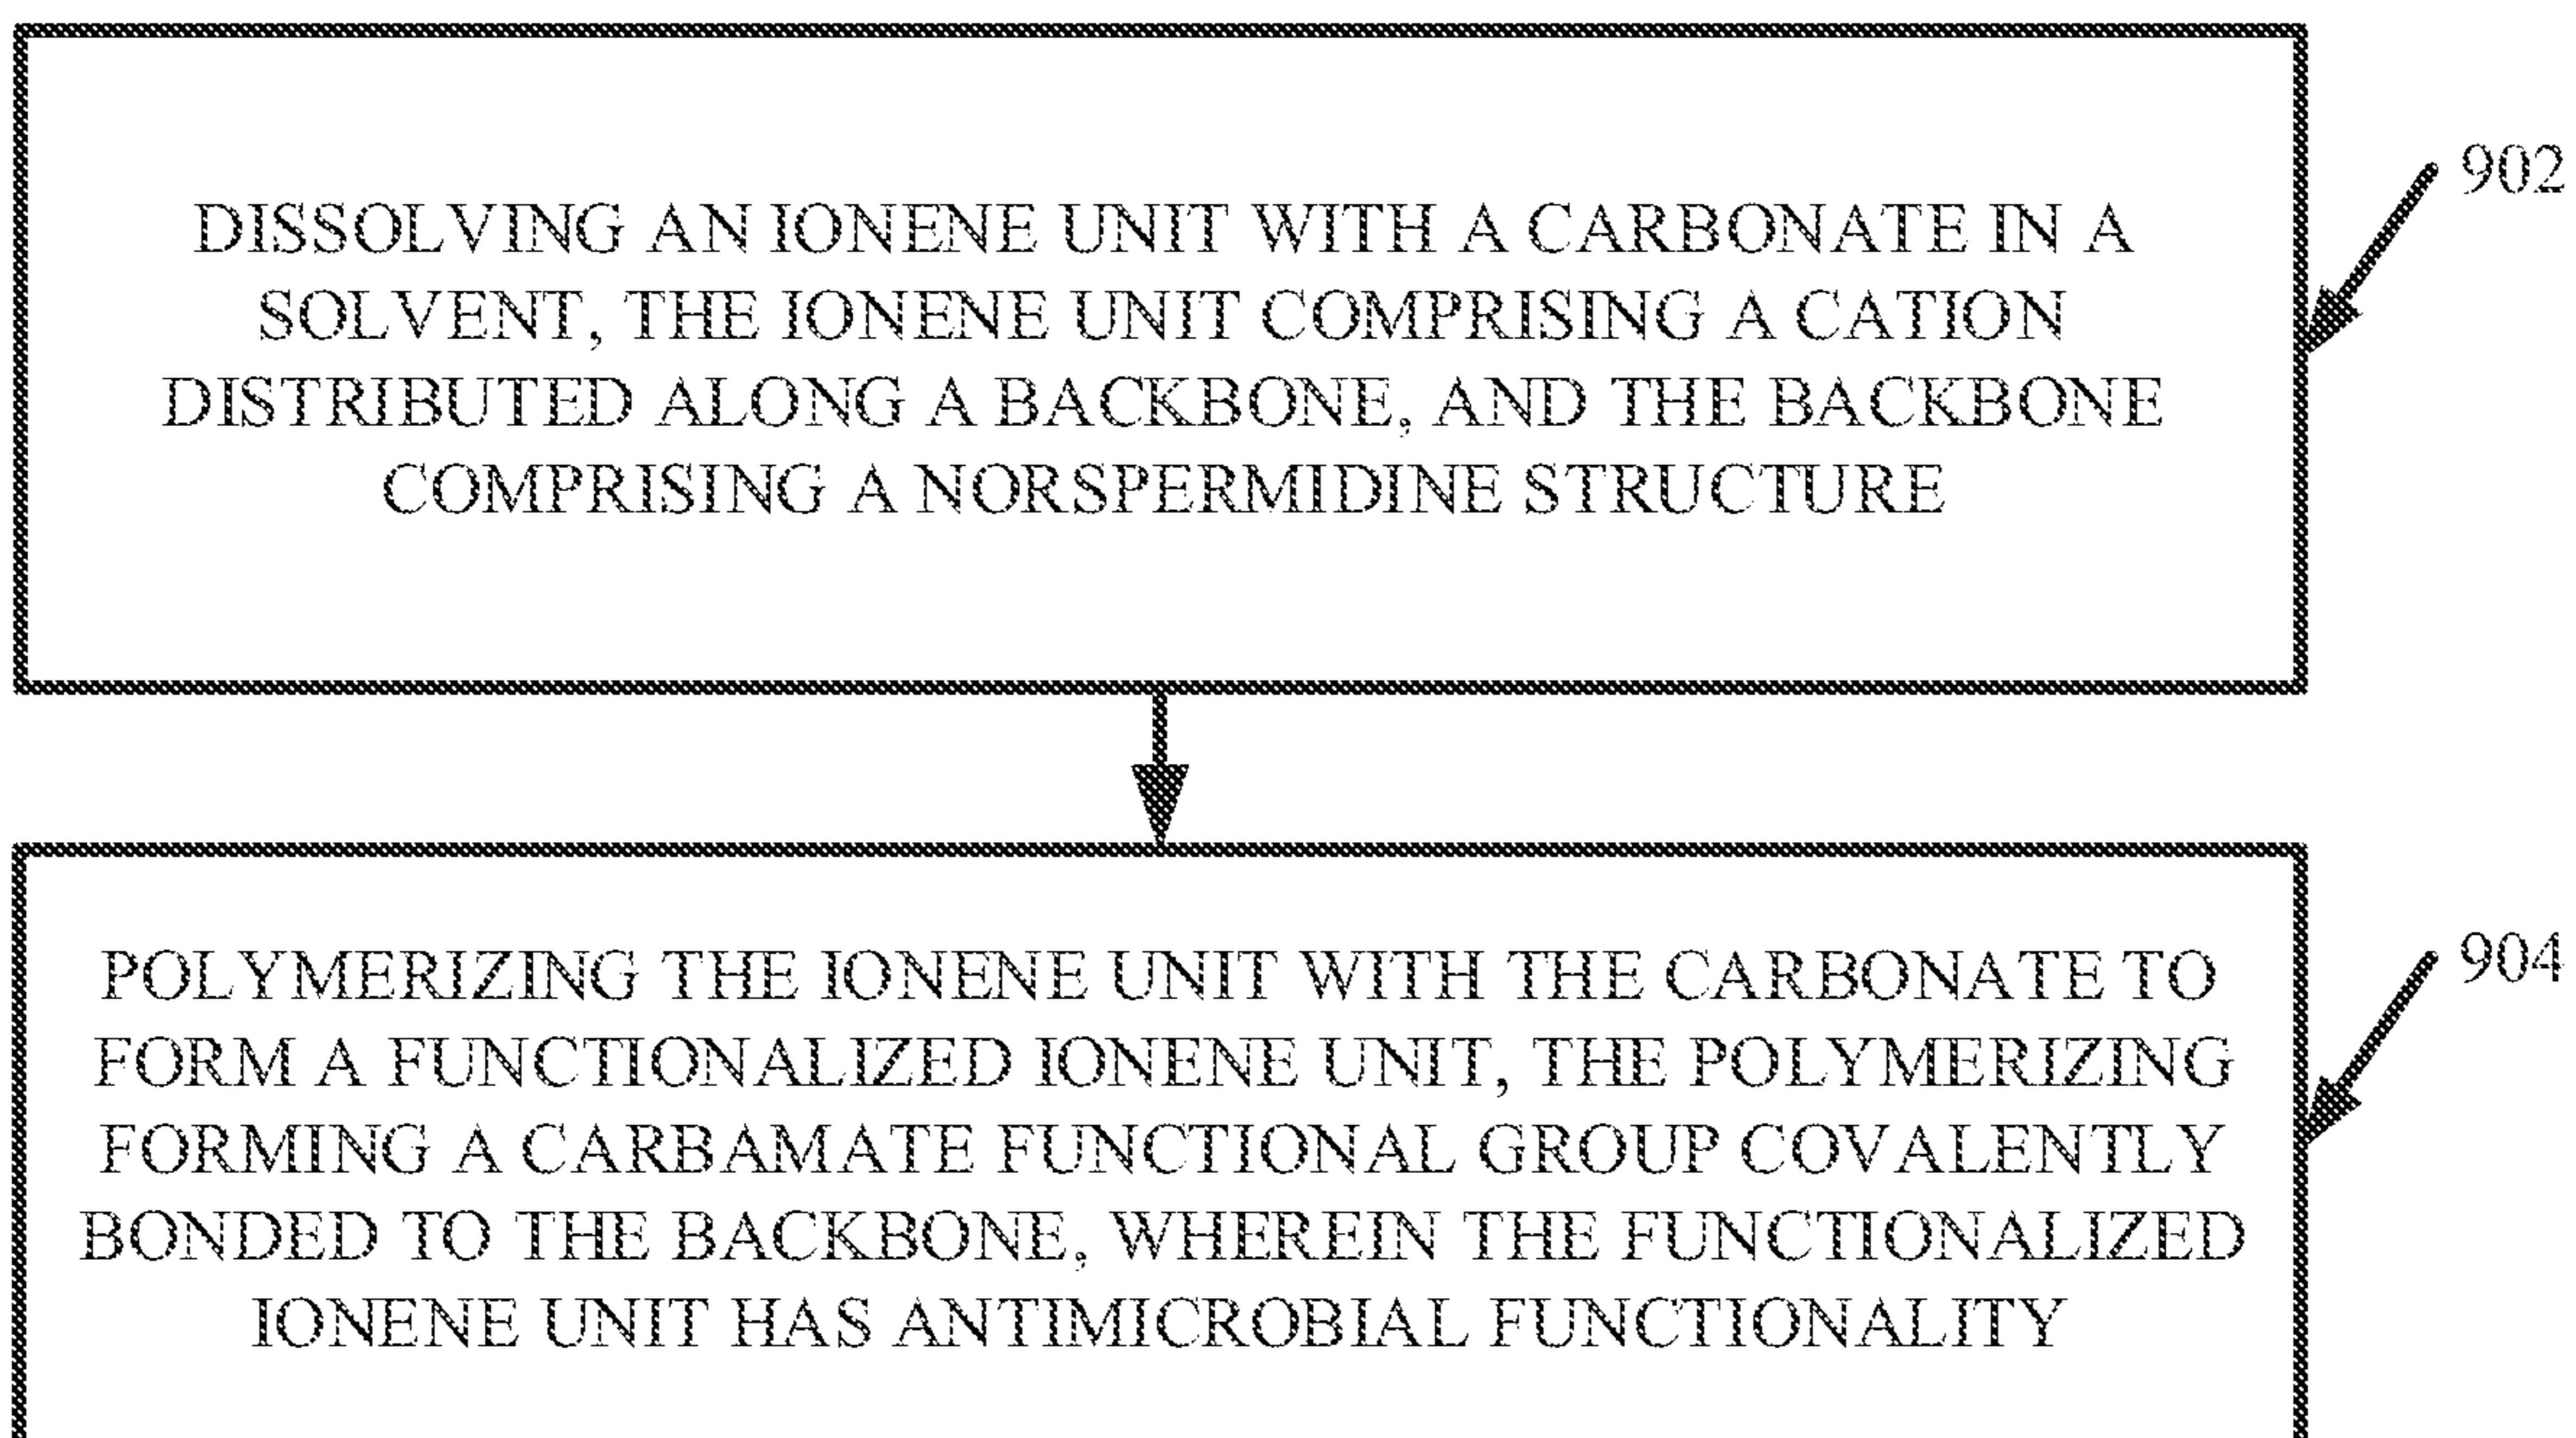 DISSOLVING AN IONENE UNIT WITH A CARBONATE IN A
SOLVENT, THE IONENE UNIT COMPRISING A CATION
DISTRIBUTED ALONG A BACKBONE, AND THE BACKBONE
COMPRISING A NORSPERMIDINE STRUCTURE
902
POLYMERIZING THE IONENE UNIT WITH THE CARBONATE TO
FORM A FUNCTIONALIZED IONENE UNIT, THE POLYMERIZING
FORMING A CARBAMATE FUNCTIONAL GROUP COVALENTLY
BONDED TO THE BACKBONE, WHEREIN THE FUNCTIONALIZED
IONENE UNIT HAS ANTIMICROBIAL FUNCTIONALITY
904